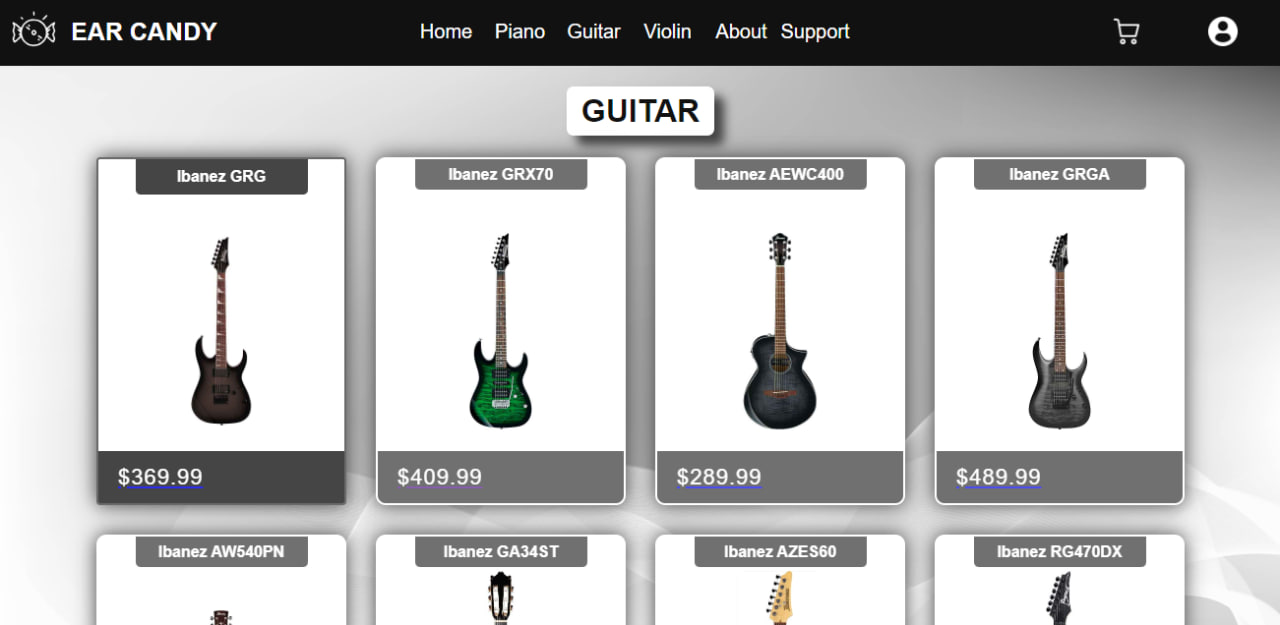 EAR CANDY Home Piano Guitar Violin About Support
GUITAR
Ibanez GRG Ibanez GRX70 Ibanez AEWC400 Ibanez GRGA
$369.99 $409.99 $289.99 $489.99
Ibanez AW540PN Ibanez GA34ST Ibanez AZES60 Ibanez RG470DX